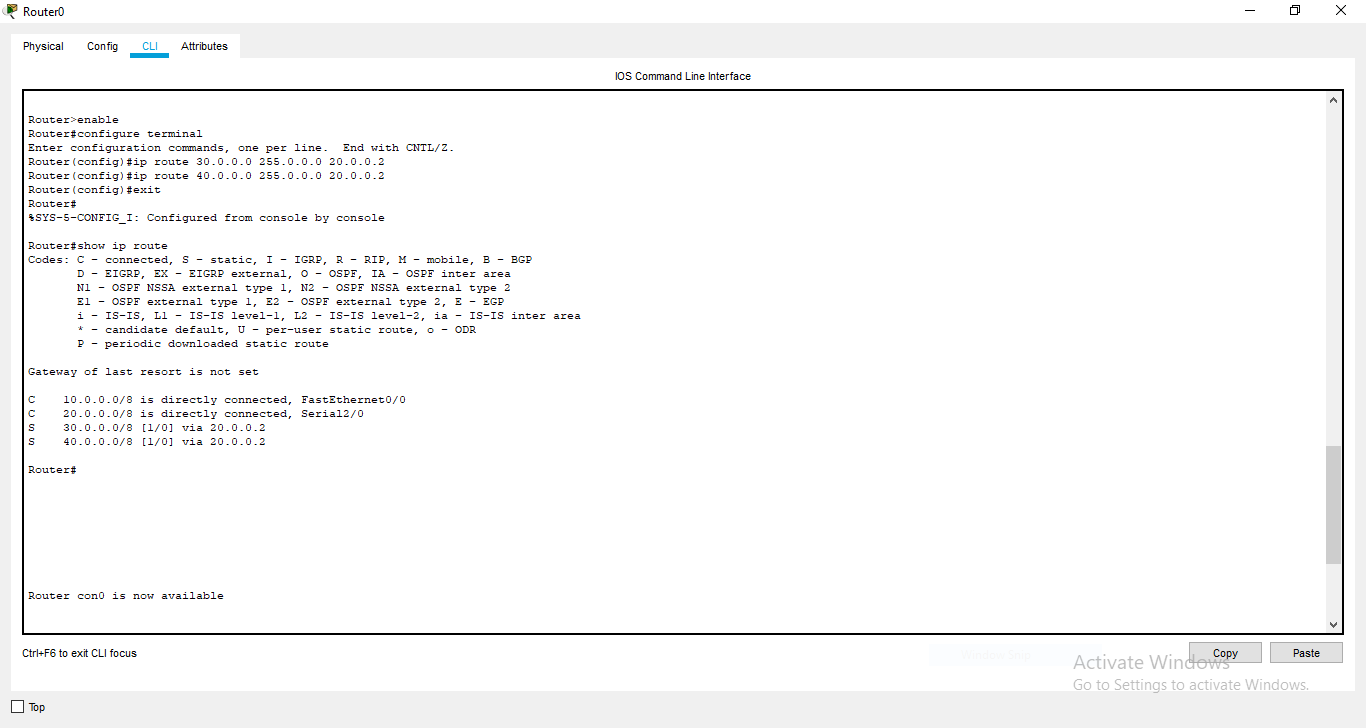 Router0
Physical Config CLI Attributes
IOS Command Line Interface
Router>enable
Router#configure terminal
Enter configuration commands, one per line.  End with CNTL/Z.
Router(config)#ip route 30.0.0.0 255.0.0.0 20.0.0.2
Router(config)#ip route 40.0.0.0 255.0.0.0 20.0.0.2
Router(config)#exit
Router#
%SYS-5-CONFIG_I: Configured from console by console
Router#show ip route
Codes: C - connected, S - static, I - IGRP, R - RIP, M - mobile, B - BGP
D - EIGRP, EX - EIGRP external, O - OSPF, IA - OSPF inter area
N1 - OSPF NSSA external type 1, N2 - OSPF NSSA external type 2
E1 - OSPF external type 1, E2 - OSPF external type 2, E - EGP
i - IS-IS, L1 - IS-IS level-1, L2 - IS-IS level-2, ia - IS-IS inter area
* - candidate default, U - per-user static route, o - ODR
P - periodic downloaded static route
Gateway of last resort is not set
C    10.0.0.0/8 is directly connected, FastEthernet0/0
C    20.0.0.0/8 is directly connected, Serial2/0
S    30.0.0.0/8 [1/0] via 20.0.0.2
S    40.0.0.0/8 [1/0] via 20.0.0.2
Router#
Router con0 is now available
Ctrl+F6 to exit CLI focus
Copy Paste
Activate Windows
Go to Settings to activate Windows.
Top